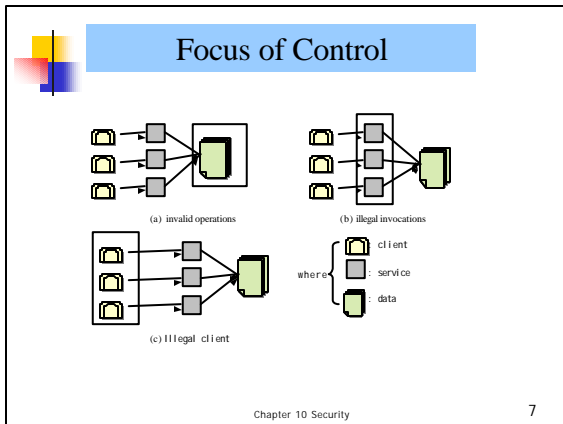 Focus of Control
(a) invalid operations
(b) illegal invocations
(c) Illegal client
where
: client
: service
: data
Chapter 10 Security
7